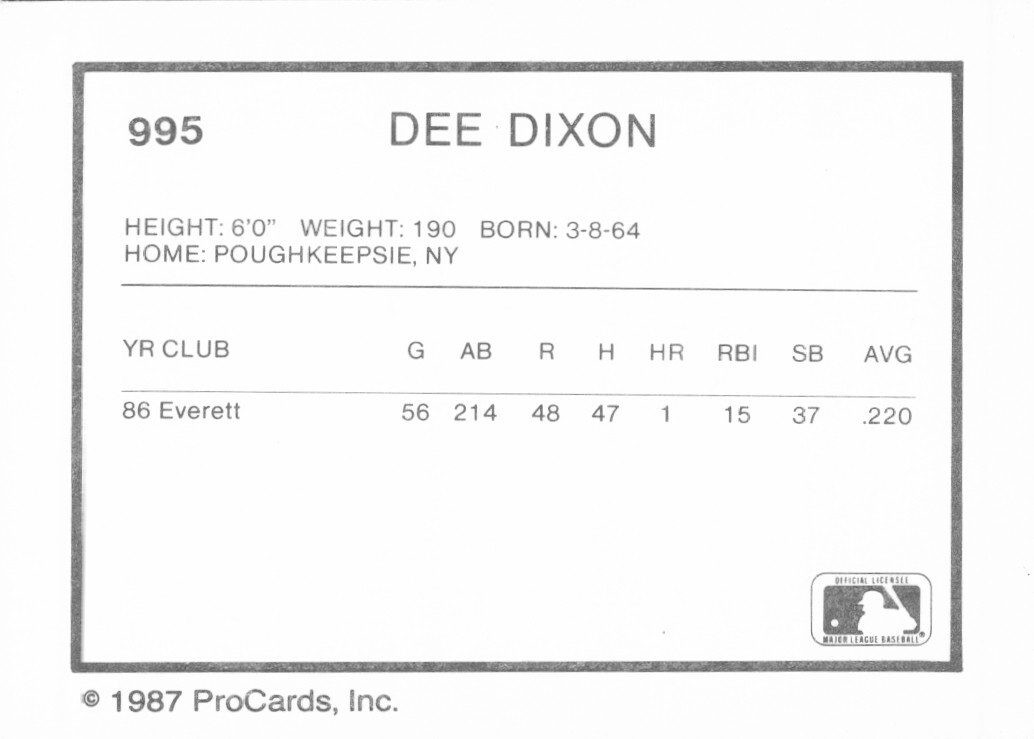 995 DEE DIXON
HEIGHT: 6'0" WEIGHT: 190 BORN: 3-8-64
HOME: POUGHKEEPSIE, NY
YR CLUB G AB R H HR RBI SB AVG
86 Everett 56 214 48 47 1 15 37 .220
OFFICIAL LICENSEE
MAJOR LEAGUE BASEBALL®
© 1987 ProCards, Inc.